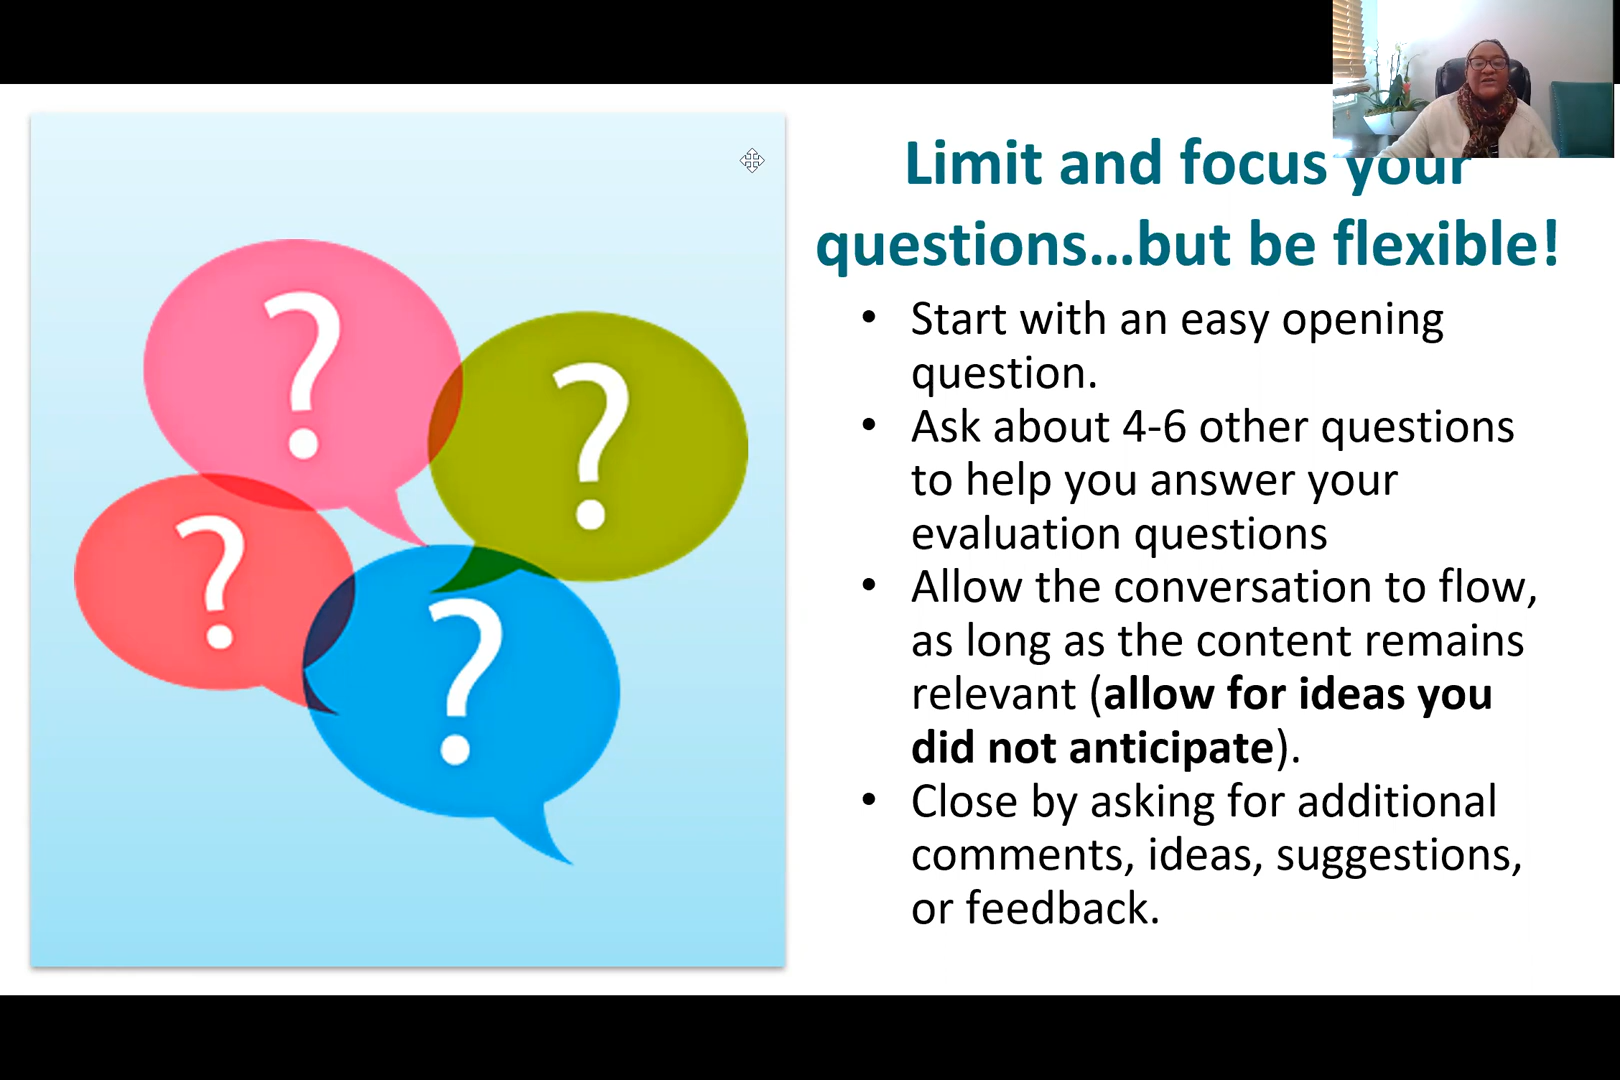 Limit and focus your
questions...but be flexible!
• Start with an easy opening
question.
• Ask about 4-6 other questions
to help you answer your
evaluation questions
• Allow the conversation to flow,
as long as the content remains
relevant (allow for ideas you
did not anticipate).
• Close by asking for additional
comments, ideas, suggestions,
or feedback.
? 
?
?
?